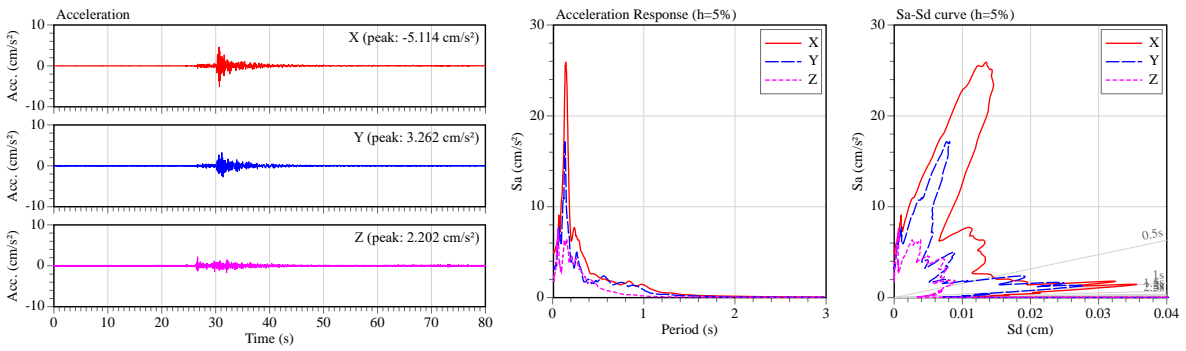 Acceleration
Acc. (cm/s²)
10
0
-10
X (peak: -5.114 cm/s²)
Acc. (cm/s²)
10
0
-10
Y (peak: 3.262 cm/s²)
Acc. (cm/s²)
10
0
-10
Z (peak: 2.202 cm/s²)
0 10 20 30 40 50 60 70 80
Time (s)
Acceleration Response (h=5%)
Sa (cm/s²)
30
20
10
0
X
Y
Z
0 1 2 3
Period (s)
Sa-Sd curve (h=5%)
Sa (cm/s²)
30
20
10
0
X
Y
Z
0.5s
1s
0 0.01 0.02 0.03 0.04
Sd (cm)